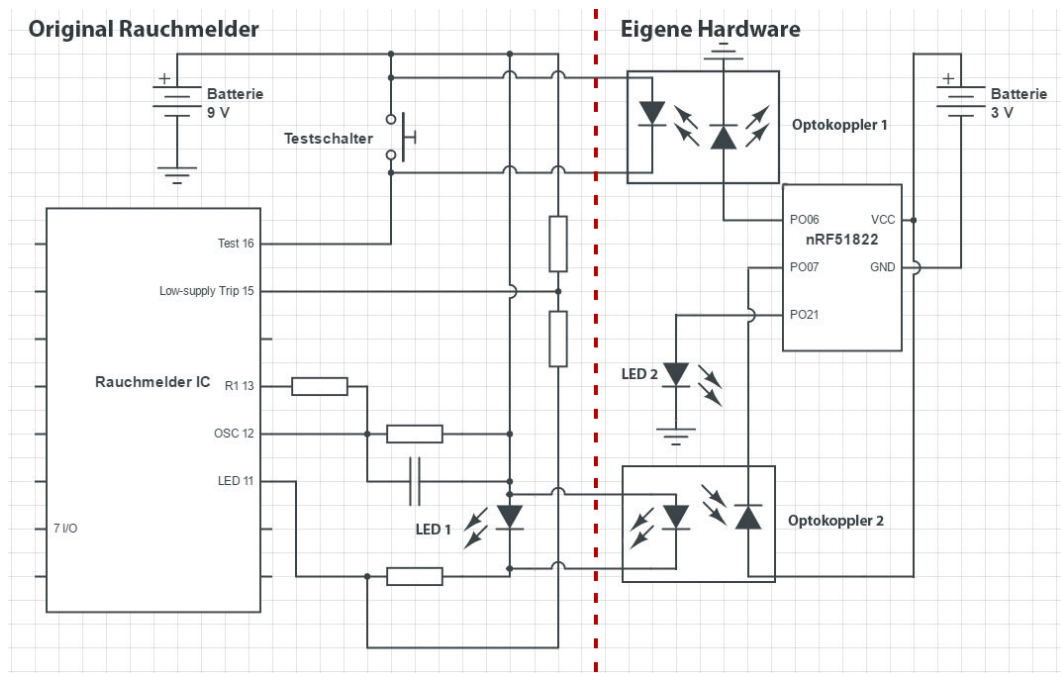 Original Rauchmelder
Eigene Hardware
+
Batterie
9 V
Testschalter
Optokoppler 1
+
Batterie
3 V
Test 16
Low-supply Trip 15
Rauchmelder IC
R1 13
OSC 12
LED 11
7 I/O
LED 1
PO06
VCC
nRF51822
PO07
GND
PO21
LED 2
Optokoppler 2